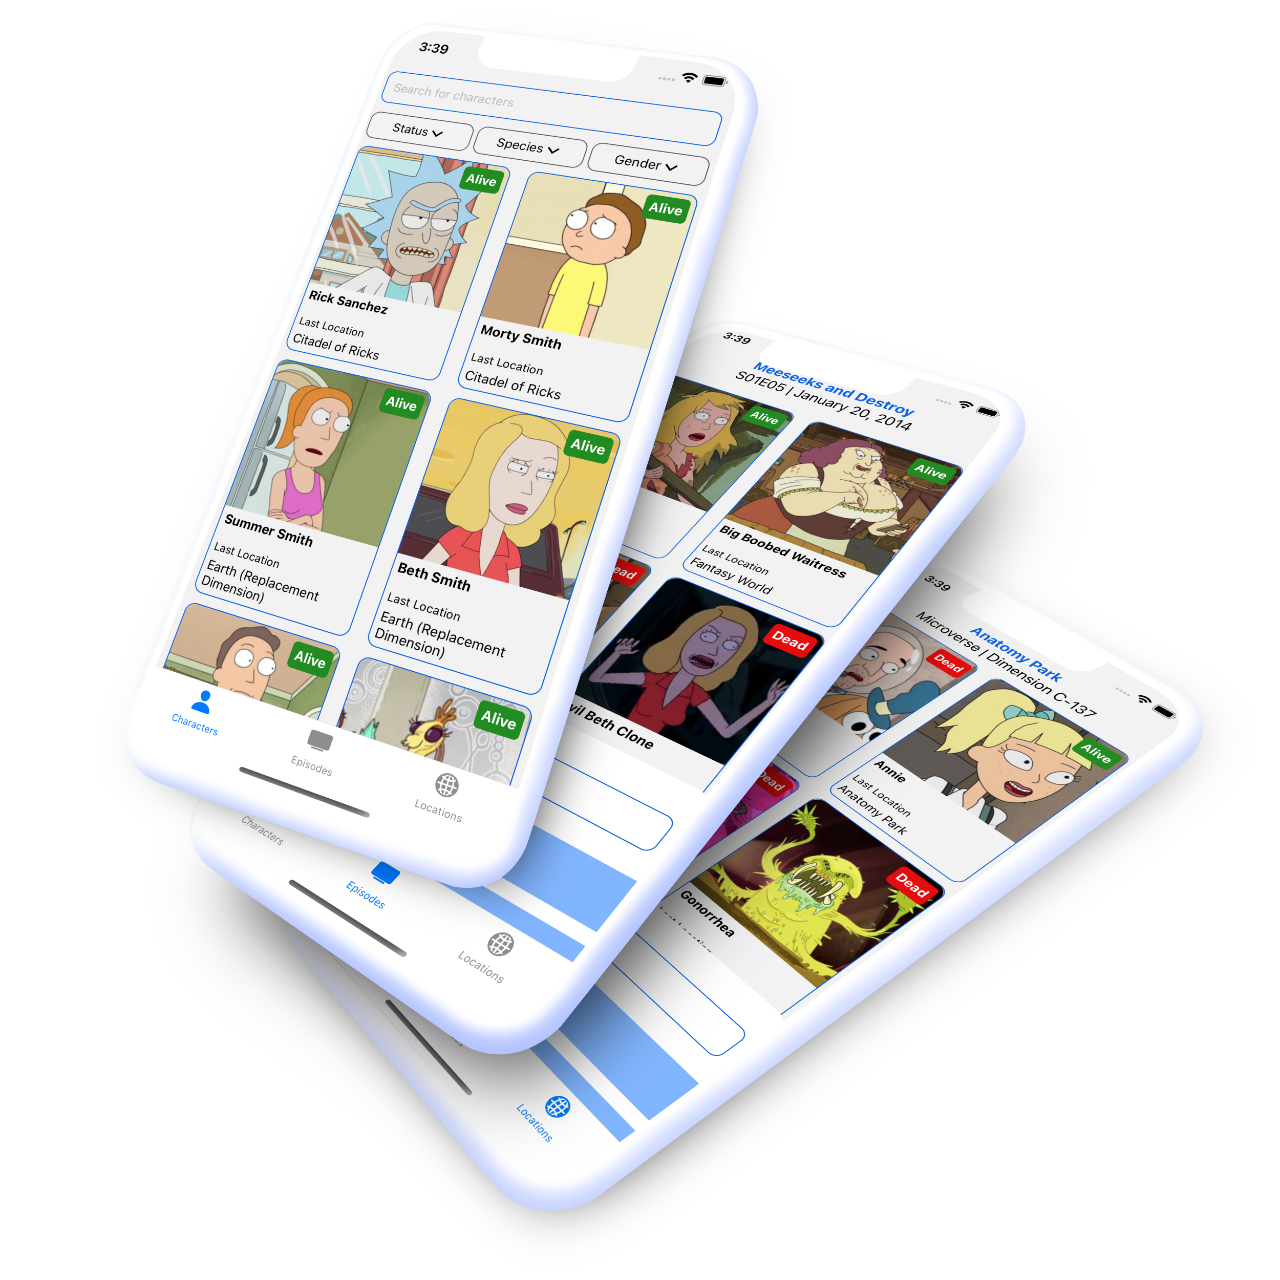 3:39
Search for characters
Status
Species
Gender
Alive
Alive
Rick Sanchez
Last Location
Citadel of Ricks
Morty Smith
Last Location
Citadel of Ricks
Alive
Alive
Summer Smith
Last Location
Earth (Replacement
Dimension)
Beth Smith
Last Location
Earth (Replacement
Dimension)
Alive
Alive
Characters
Episodes
Locations
3:39
Meeseeks and Destroy
S01E05 | January 20, 2014
Alive
Alive
Big Boobed Waitress
Last Location
Fantasy World
Dead
Beth Clone
Characters
Episodes
Locations
3:39
Anatomy Park
Microverse | Dimension C-137
Dead
Alive
Annie
Last Location
Anatomy Park
Dead
Dead
Gonorrhea
Locations